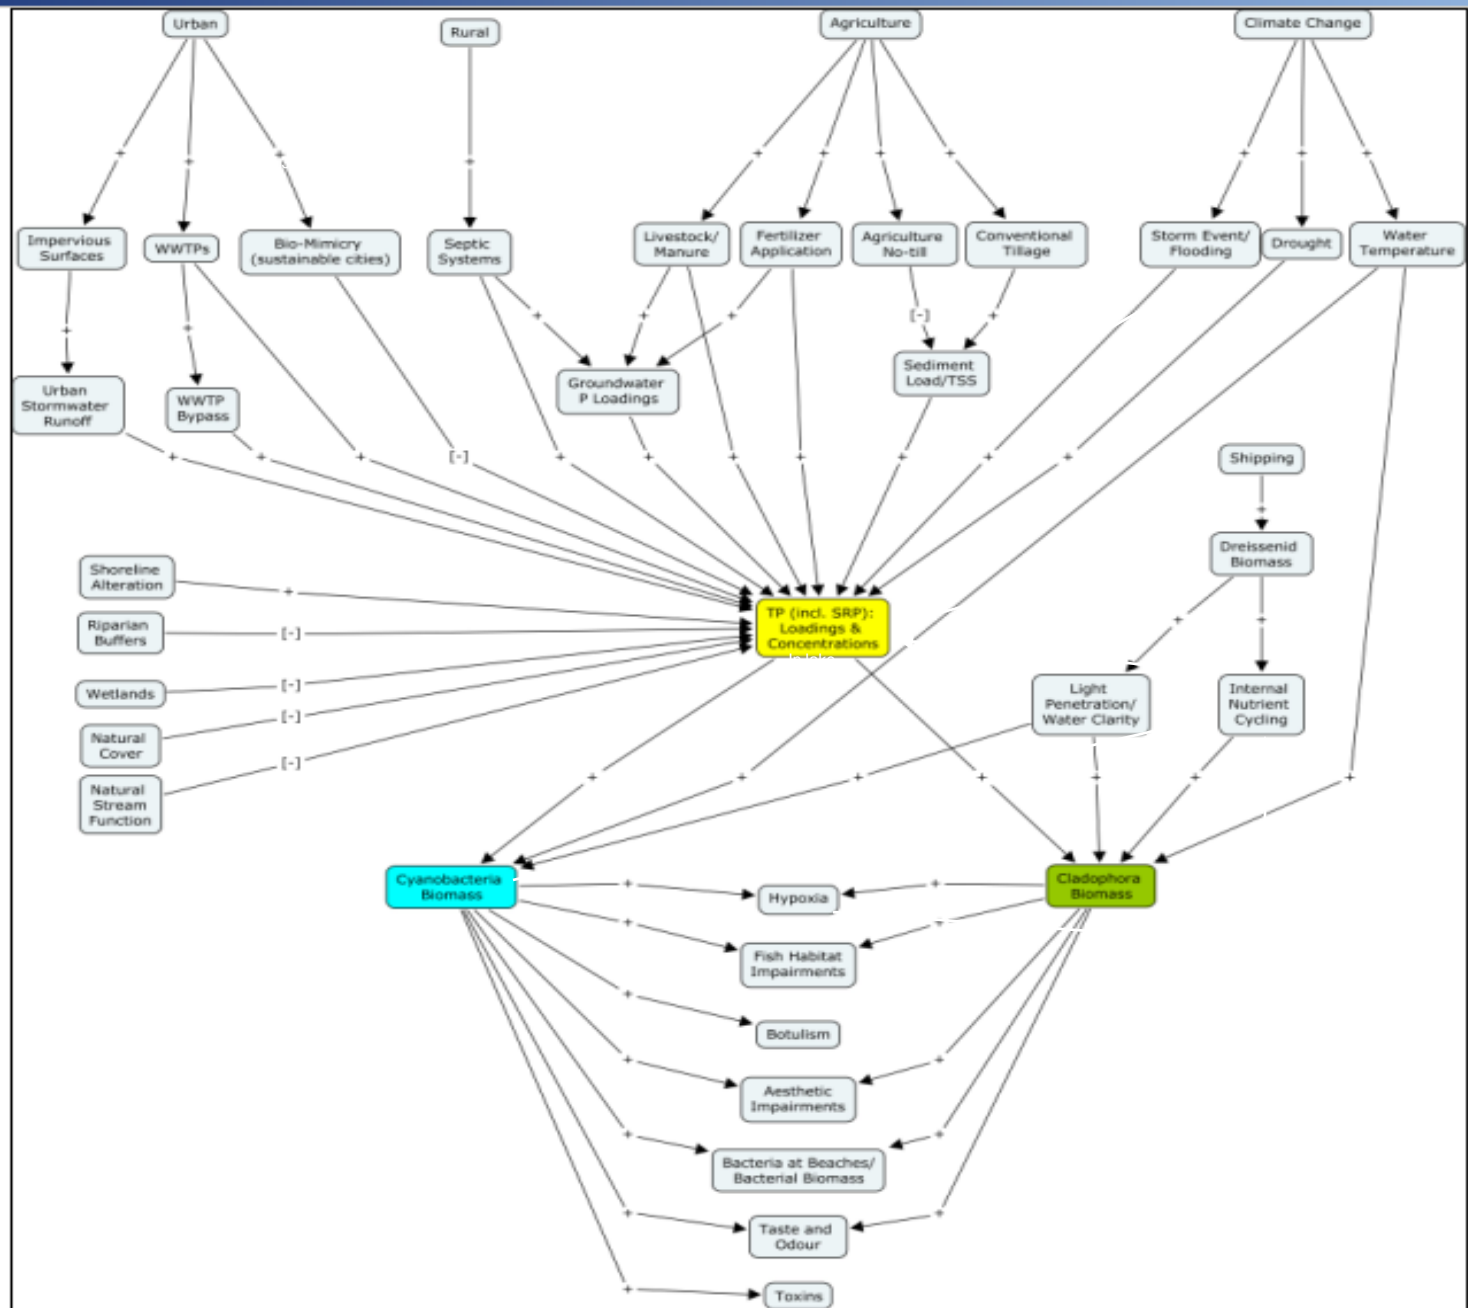 Urban
Rural
Agriculture
Climate Change
+
+
+
+
+
+
+
+
+
+
+
Impervious
Surfaces
WWTPs
Bio-Mimicry
(sustainable cities)
Septic
Systems
Livestock/
Manure
Fertilizer
Application
Agriculture
No-till
Conventional
Tillage
Storm Event/
Flooding
Drought
Water
Temperature
+
+
+
+
+
[-]
+
Urban
Stormwater
Runoff
WWTP
Bypass
Groundwater
P Loadings
Sediment
Load/TSS
+
+
+
[-]
+
+
+
+
+
+
+
Shipping
+
Dreissenid
Biomass
Shoreline
Alteration
+
Riparian
Buffers
[-]
TP (incl. SRP):
Loadings &
Concentrations
+
+
Wetlands
[-]
Natural
Cover
[-]
Natural
Stream
Function
[-]
Light
Penetration/
Water Clarity
Internal
Nutrient
Cycling
+
+
+
+
+
+
+
Cyanobacteria
Biomass
Cladophora
Biomass
+
Hypoxia
+
+
Fish Habitat
Impairments
+
+
Botulism
+
Aesthetic
Impairments
+
+
Bacteria at Beaches/
Bacterial Biomass
+
+
Taste and
Odour
+
+
Toxins